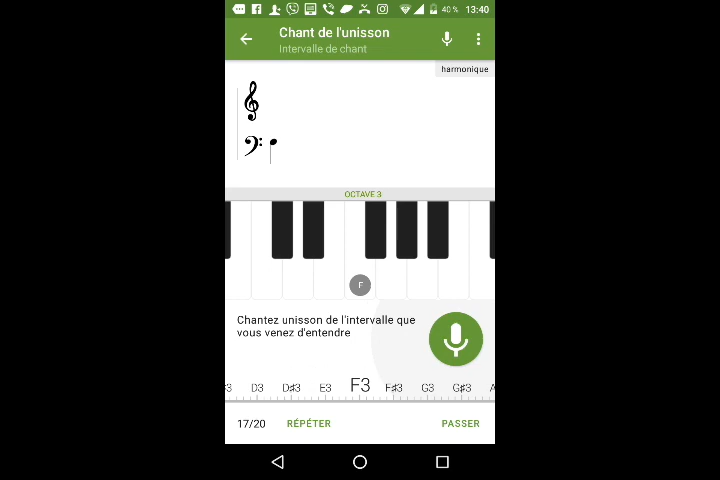 40 % 13:40
Chant de l'unisson
Intervalle de chant
harmonique
OCTAVE 3
F
Chantez unisson de l'intervalle que
vous venez d'entendre
D3 D♯3 E3 F3 F♯3 G3 G♯3
17/20 RÉPÉTER PASSER